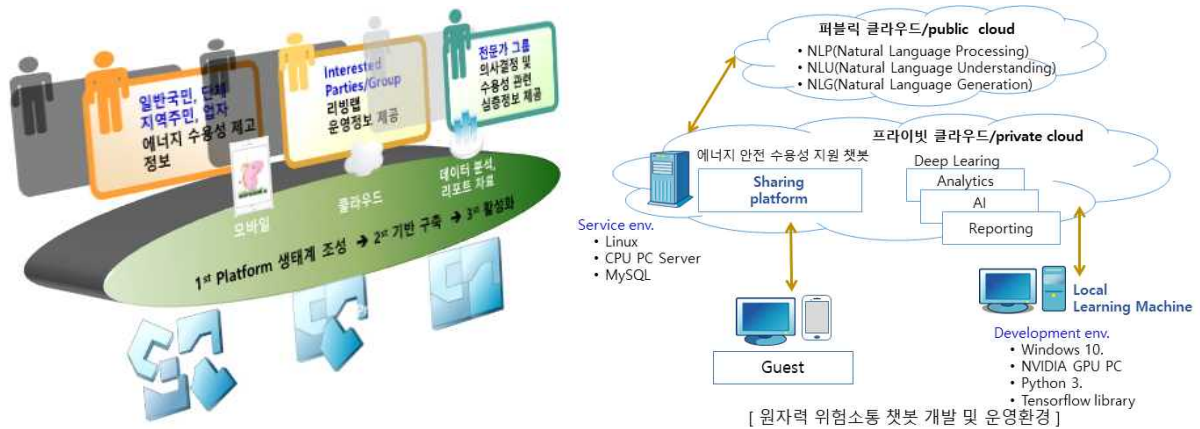 일반국민, 단체
지역주민, 업자
에너지 수용성 제고
정보
Interested
Parties/Group
리빙랩
운영정보 제공
전문가 그룹
의사결정 및
수용성 관련
실증정보 제공
모바일
클라우드
데이터 분석,
리포트 자료
1st Platform 생태계 조성 → 2st 기반 구축 → 3st 활성화
퍼블릭 클라우드/public cloud
• NLP(Natural Language Processing)
• NLU(Natural Language Understanding)
• NLG(Natural Language Generation)
프라이빗 클라우드/private cloud
에너지 안전 수용성 지원 챗봇
Sharing
platform
Deep Learing
Analytics
AI
Reporting
Service env.
• Linux
• CPU PC Server
• MySQL
Guest
Local
Learning Machine
Development env.
• Windows 10.
• NVIDIA GPU PC
• Python 3.
• Tensorflow library
[ 원자력 위험소통 챗봇 개발 및 운영환경 ]